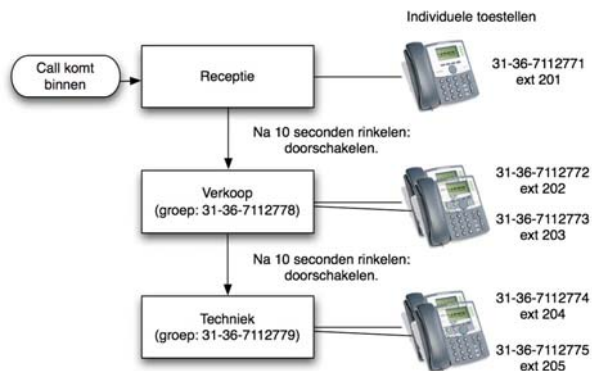 Individuele toestellen
Call komt
binnen
Receptie
31-36-7112771
ext 201
Na 10 seconden rinkelen:
doorschakelen.
Verkoop
(groep: 31-36-7112778)
31-36-7112772
ext 202
31-36-7112773
ext 203
Na 10 seconden rinkelen:
doorschakelen.
Techniek
(groep: 31-36-7112779)
31-36-7112774
ext 204
31-36-7112775
ext 205